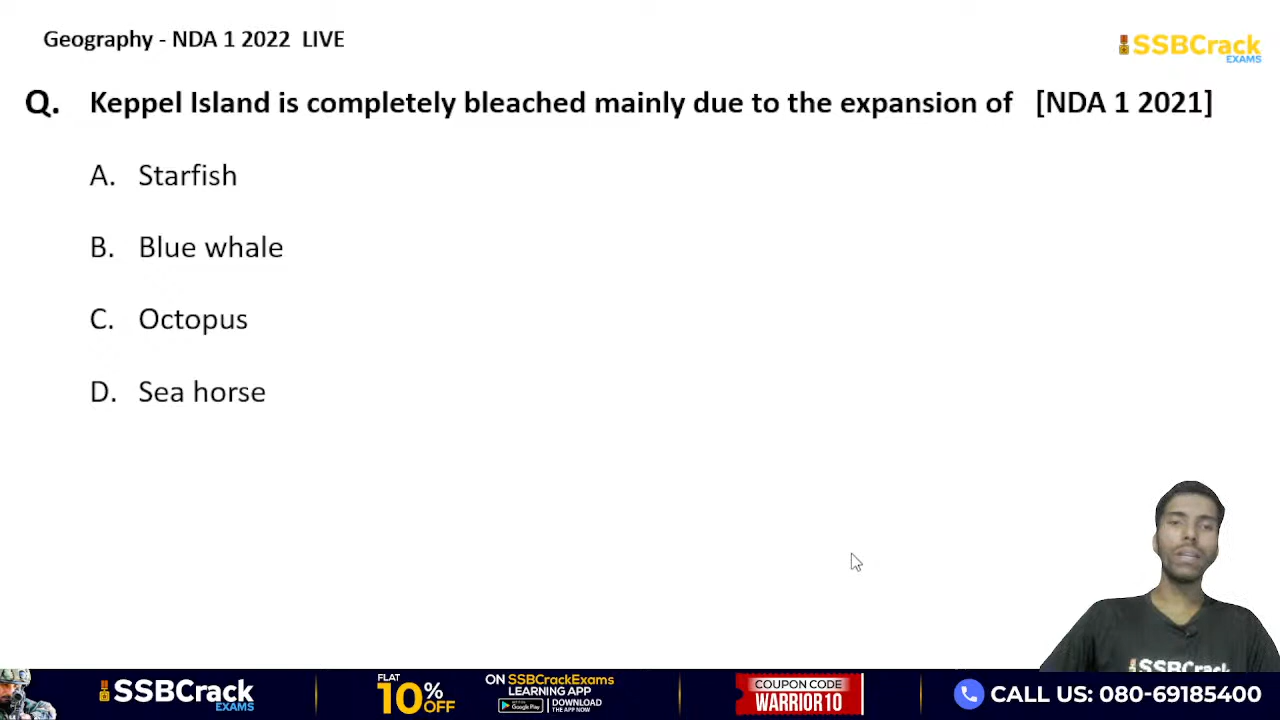 Geography - NDA 1 2022 LIVE
SSBCrack
EXAMS
Q. Keppel Island is completely bleached mainly due to the expansion of [NDA 1 2021]
A. Starfish
B. Blue whale
C. Octopus
D. Sea horse
SSBCrack
SSBCrack
EXAMS
FLAT
10% OFF
ON SSBCrackExams
LEARNING APP
Google Play
DOWNLOAD
THE APP NOW
COUPON CODE
WARRIOR10
CALL US: 080-69185400